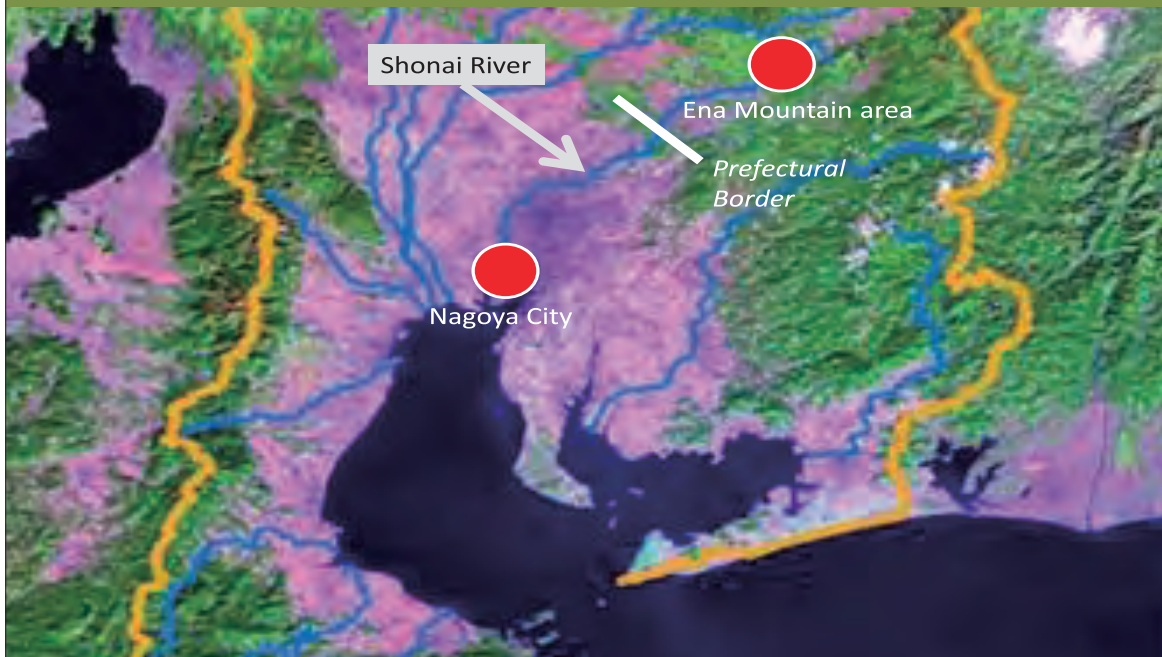 Shonai River
Ena Mountain area
Prefectural
Border
Nagoya City